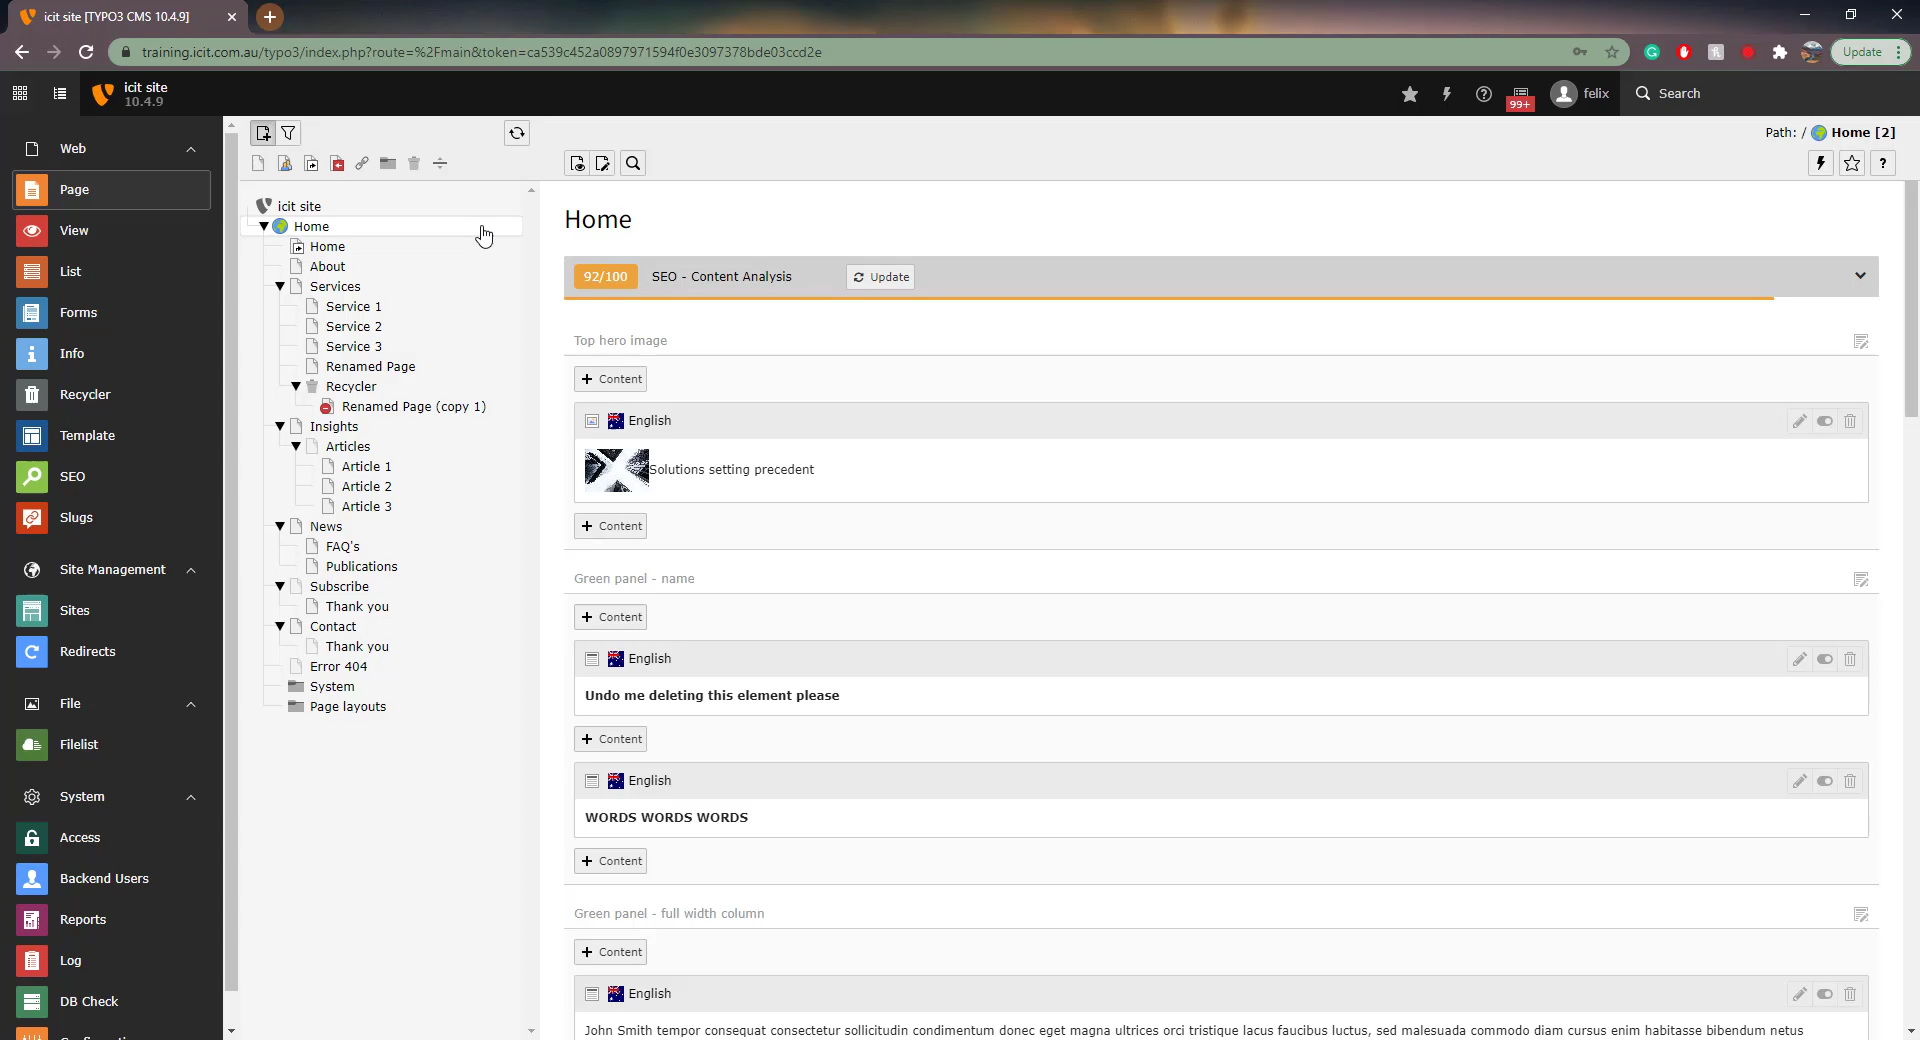 icit site [TYPO3 CMS 10.4.9]
training.icit.com.au/typo3/index.php?route=%2Fmain&token=ca539c452a0897971594f0e3097378bde03ccd2e
Update
icit site
10.4.9
99+
felix
Search
Web
Page
View
List
Forms
Info
Recycler
Template
SEO
Slugs
Site Management
Sites
Redirects
File
Filelist
System
Access
Backend Users
Reports
Log
DB Check
icit site
Home
Home
About
Services
Service 1
Service 2
Service 3
Renamed Page
Recycler
Renamed Page (copy 1)
Insights
Articles
Article 1
Article 2
Article 3
News
FAQ's
Publications
Subscribe
Thank you
Contact
Thank you
Error 404
System
Page layouts
Path: / Home [2]
Home
92/100 SEO - Content Analysis Update
Top hero image
+ Content
English
Solutions setting precedent
+ Content
Green panel - name
+ Content
English
Undo me deleting this element please
+ Content
English
WORDS WORDS WORDS
+ Content
Green panel - full width column
+ Content
English
John Smith tempor consequat consectetur sollicitudin condimentum donec eget magna ultrices orci tristique lacus faucibus luctus, sed malesuada commodo diam cursus enim habitasse bibendum netus